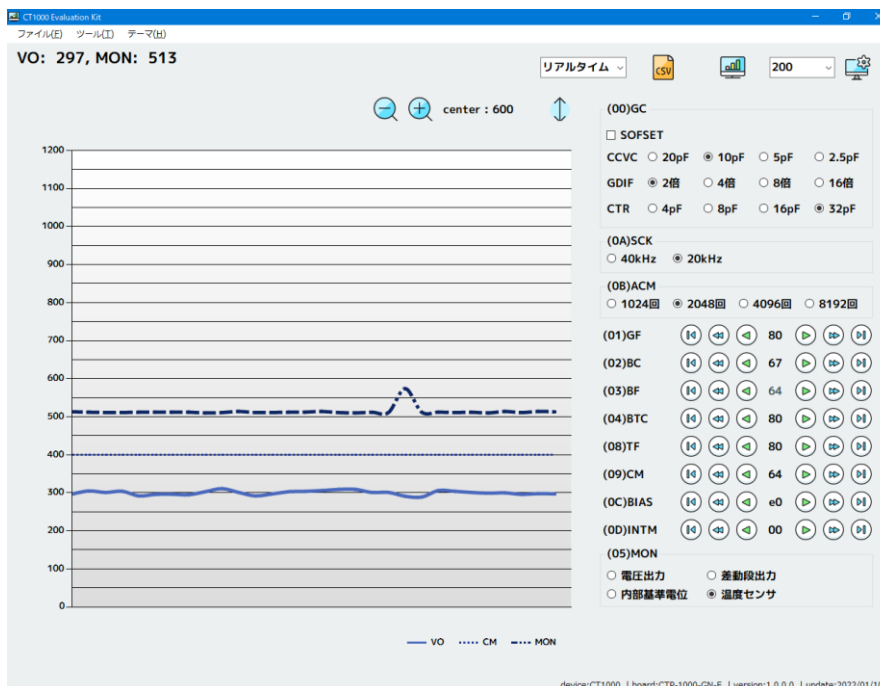 CT1000 Evaluation Kit
ファイル(F) ツール(T) テーマ(H)
VO: 297, MON: 513
リアルタイム
CSV
200
center : 600
1200
1100
1000
900
800
700
600
500
400
300
200
100
0
VO CM MON
(00)GC
SOFSET
CCVC 20pF 10pF 5pF 2.5pF
GDIF 2倍 4倍 8倍 16倍
CTR 4pF 8pF 16pF 32pF
(0A)SCK
40kHz 20kHz
(0B)ACM
1024回 2048回 4096回 8192回
(01)GF 80
(02)BC 67
(03)BF 64
(04)BTC 80
(08)TF 80
(09)CM 64
(0C)BIAS e0
(0D)INTM 00
(05)MON
電圧出力 差動段出力
内部基準電位 温度センサ
device:CT1000 | board:CTP-1000-GN-E | version:1.0.0.0 | update:2022/01/10